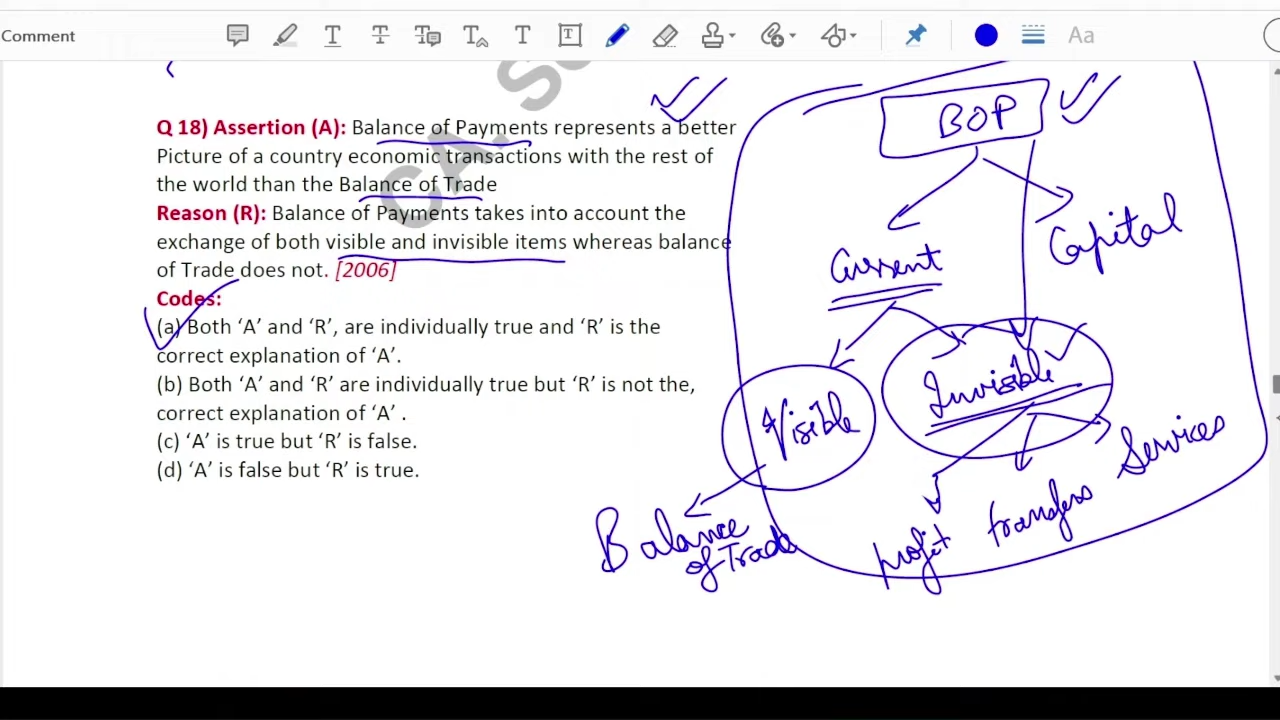 Comment
Aa
Q 18) Assertion (A): Balance of Payments represents a better
Picture of a country economic transactions with the rest of
the world than the Balance of Trade
Reason (R): Balance of Payments takes into account the
exchange of both visible and invisible items whereas balance
of Trade does not. [2006]
Codes:
(a) Both ‘A’ and ‘R’, are individually true and ‘R’ is the
correct explanation of ‘A’.
(b) Both ‘A’ and ‘R’ are individually true but ‘R’ is not the,
correct explanation of ‘A’ .
(c) ‘A’ is true but ‘R’ is false.
(d) ‘A’ is false but ‘R’ is true.
BOP
Current
Capital
Visible
Invisible
Balance
of Trade
profit
transfers
Services
CA.